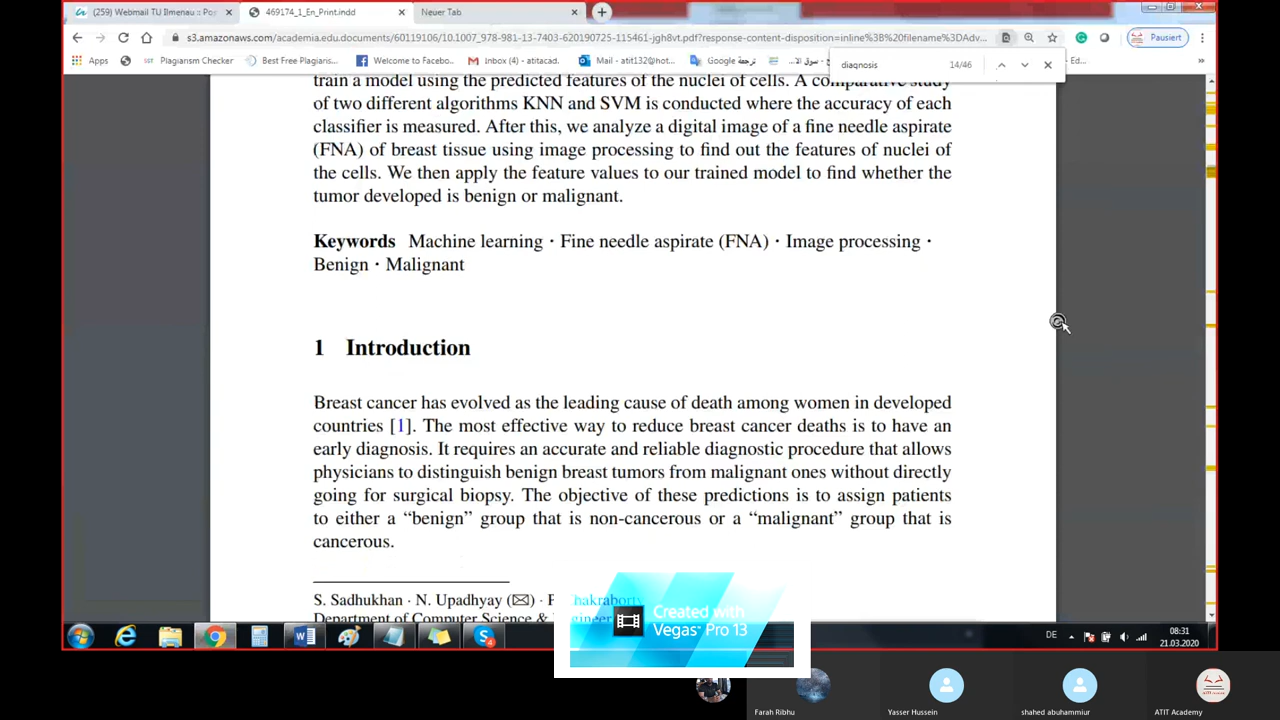 (259) Webmail TU Ilmenau :: Pos
469174_1_En_Print.indd
Neuer Tab
s3.amazonaws.com/academia.edu.documents/60119106/10.1007_978-981-13-7403-620190725-115461-jgh8vt.pdf?response-content-disposition=inline%3B%20filename%3DAdv...
Pausiert
Apps
Plagiarism Checker
Best Free Plagiaris...
Welcome to Facebo...
Inbox (4) - atitacad...
Mail - atit132@hot...
ترجمة Google
diagnosis
14/46
train a model using the predicted features of the nuclei of cells. A comparative study
of two different algorithms KNN and SVM is conducted where the accuracy of each
classifier is measured. After this, we analyze a digital image of a fine needle aspirate
(FNA) of breast tissue using image processing to find out the features of nuclei of
the cells. We then apply the feature values to our trained model to find whether the
tumor developed is benign or malignant.
Keywords Machine learning · Fine needle aspirate (FNA) · Image processing ·
Benign · Malignant
1 Introduction
Breast cancer has evolved as the leading cause of death among women in developed
countries [1]. The most effective way to reduce breast cancer deaths is to have an
early diagnosis. It requires an accurate and reliable diagnostic procedure that allows
physicians to distinguish benign breast tumors from malignant ones without directly
going for surgical biopsy. The objective of these predictions is to assign patients
to either a “benign” group that is non-cancerous or a “malignant” group that is
cancerous.
S. Sadhukhan · N. Upadhyay (✉) · P. Chakraborty
Department of Computer Science & Engineer
Created with
Vegas Pro 13
DE
08:31
21.03.2020
Farah Ribhu
Yasser Hussein
shahed abuhammiur
ATIT Academy